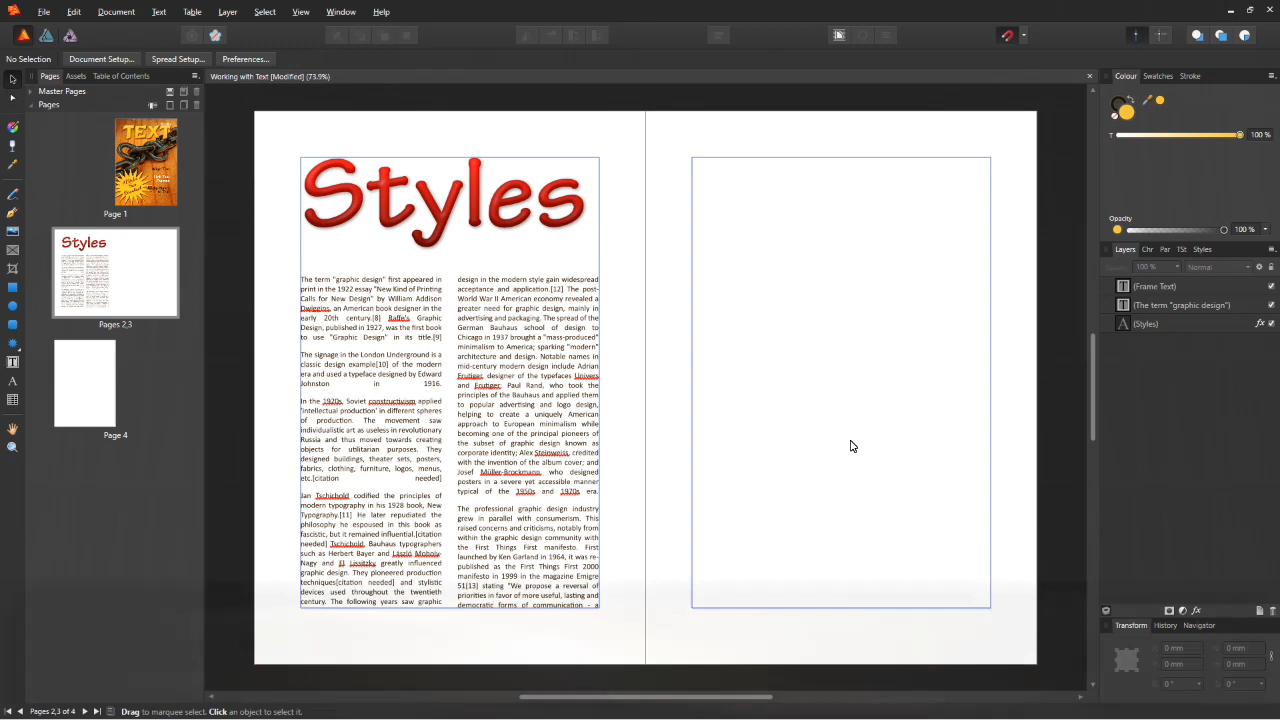 File Edit Document Text Table Layer Select View Window Help
No Selection Document Setup... Spread Setup... Preferences...
Pages Assets Table of Contents
Working with Text [Modified] (73.9%)
Colour Swatches Stroke
Master Pages
Pages
TEXT
Page 1
Styles
Pages 2,3
Page 4
Styles
The term "graphic design" first appeared in
print in the 1922 essay "New Kind of Printing
Calls for New Design" by William Addison
Dwiggins, an American book designer in the
early 20th century.[8] Raffe's Graphic
Design, published in 1927, was the first book
to use "Graphic Design" in its title.[9]
The signage in the London Underground is a
classic design example[10] of the modern
era and used a typeface designed by Edward
Johnston in 1916.
In the 1920s, Soviet constructivism applied
'intellectual production' in different spheres
of production. The movement saw
individualistic art as useless in revolutionary
Russia and thus moved towards creating
objects for utilitarian purposes. They
designed buildings, theater sets, posters,
fabrics, clothing, furniture, logos, menus,
etc.[citation needed]
Jan Tschichold codified the principles of
modern typography in his 1928 book, New
Typography.[11] He later repudiated the
philosophy he espoused in this book as
fascistic, but it remained influential.[citation
needed] Tschichold, Bauhaus typographers
such as Herbert Bayer and László Moholy-
Nagy and El Lissitzky greatly influenced
graphic design. They pioneered production
techniques[citation needed] and stylistic
devices used throughout the twentieth
century. The following years saw graphic
design in the modern style gain widespread
acceptance and application.[12] The post-
World War II American economy revealed a
greater need for graphic design, mainly in
advertising and packaging. The spread of the
German Bauhaus school of design to
Chicago in 1937 brought a "mass-produced"
minimalism to America; sparking "modern"
architecture and design. Notable names in
mid-century modern design include Adrian
Frutiger, designer of the typefaces Univers
and Frutiger; Paul Rand, who took the
principles of the Bauhaus and applied them
to popular advertising and logo design,
helping to create a uniquely American
approach to European minimalism while
becoming one of the principal pioneers of
the subset of graphic design known as
corporate identity; Alex Steinweiss, credited
with the invention of the album cover; and
Josef Müller-Brockmann, who designed
posters in a severe yet accessible manner
typical of the 1950s and 1970s era.
The professional graphic design industry
grew in parallel with consumerism. This
raised concerns and criticisms, notably from
within the graphic design community with
the First Things First manifesto. First
launched by Ken Garland in 1964, it was re-
published as the First Things First 2000
manifesto in 1999 in the magazine Emigre
51[13] stating "We propose a reversal of
priorities in favor of more useful, lasting and
democratic forms of communication - a
T 100 %
Opacity
100 %
Layers Chr Par TSt Styles
Opacity 100 % Normal
(Frame Text)
(The term "graphic design")
(Styles) fx
fx
Transform History Navigator
X: 0 mm W: 0 mm
Y: 0 mm H: 0 mm
R: 0 ° S: 0 °
Pages 2,3 of 4 Drag to marquee select. Click an object to select it.